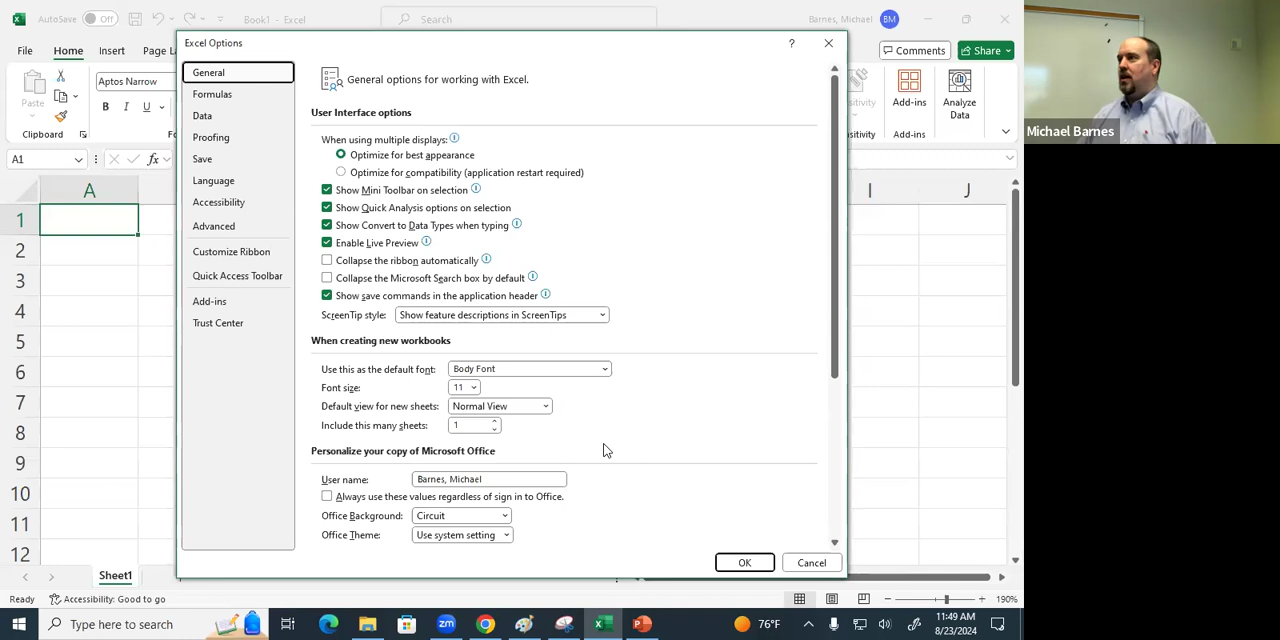 AutoSave Off Book1 - Excel Search Barnes, Michael BM
File Home Insert Page La Comments Share
Paste Aptos Narrow B I U Add-ins Analyze Data
Clipboard Add-ins
A1 fx
Excel Options ?
General
Formulas
Data
Proofing
Save
Language
Accessibility
Advanced
Customize Ribbon
Quick Access Toolbar
Add-ins
Trust Center
General options for working with Excel.
User Interface options
When using multiple displays:
Optimize for best appearance
Optimize for compatibility (application restart required)
Show Mini Toolbar on selection
Show Quick Analysis options on selection
Show Convert to Data Types when typing
Enable Live Preview
Collapse the ribbon automatically
Collapse the Microsoft Search box by default
Show save commands in the application header
ScreenTip style: Show feature descriptions in ScreenTips
When creating new workbooks
Use this as the default font: Body Font
Font size: 11
Default view for new sheets: Normal View
Include this many sheets: 1
Personalize your copy of Microsoft Office
User name: Barnes, Michael
Always use these values regardless of sign in to Office.
Office Background: Circuit
Office Theme: Use system setting
OK Cancel
A I J
1
2
3
4
5
6
7
8
9
10
11
12
Sheet1
Ready Accessibility: Good to go 190%
Type here to search zm 76°F 11:49 AM
8/23/2024
Michael Barnes